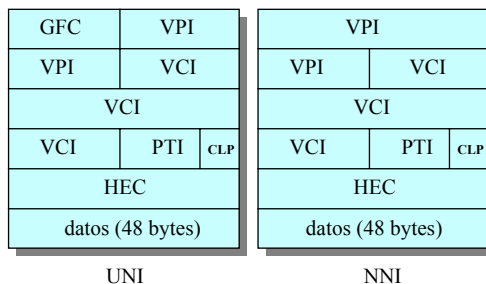 GFC VPI
VPI VCI
VCI
VCI PTI CLP
HEC
datos (48 bytes)
UNI
VPI
VPI VCI
VCI
VCI PTI CLP
HEC
datos (48 bytes)
NNI